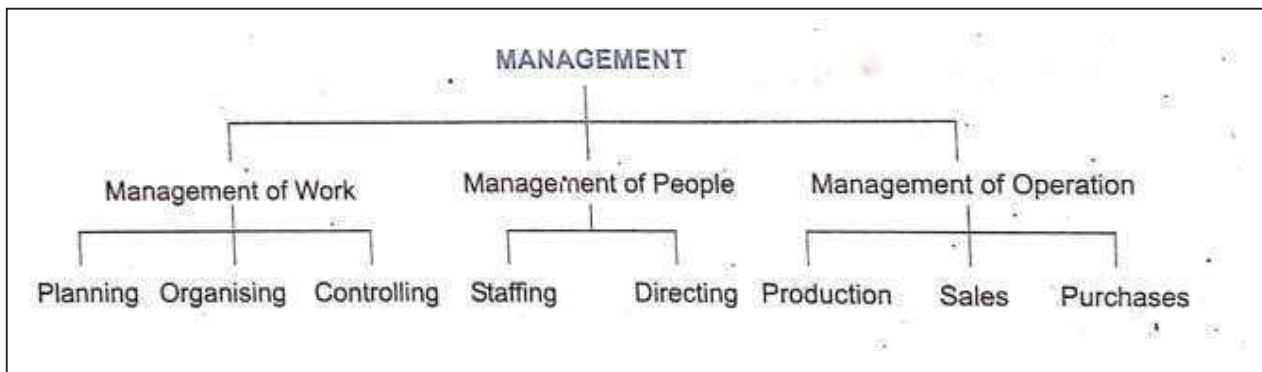 MANAGEMENT
Management of Work Management of People Management of Operation
Planning Organising Controlling Staffing Directing Production Sales Purchases